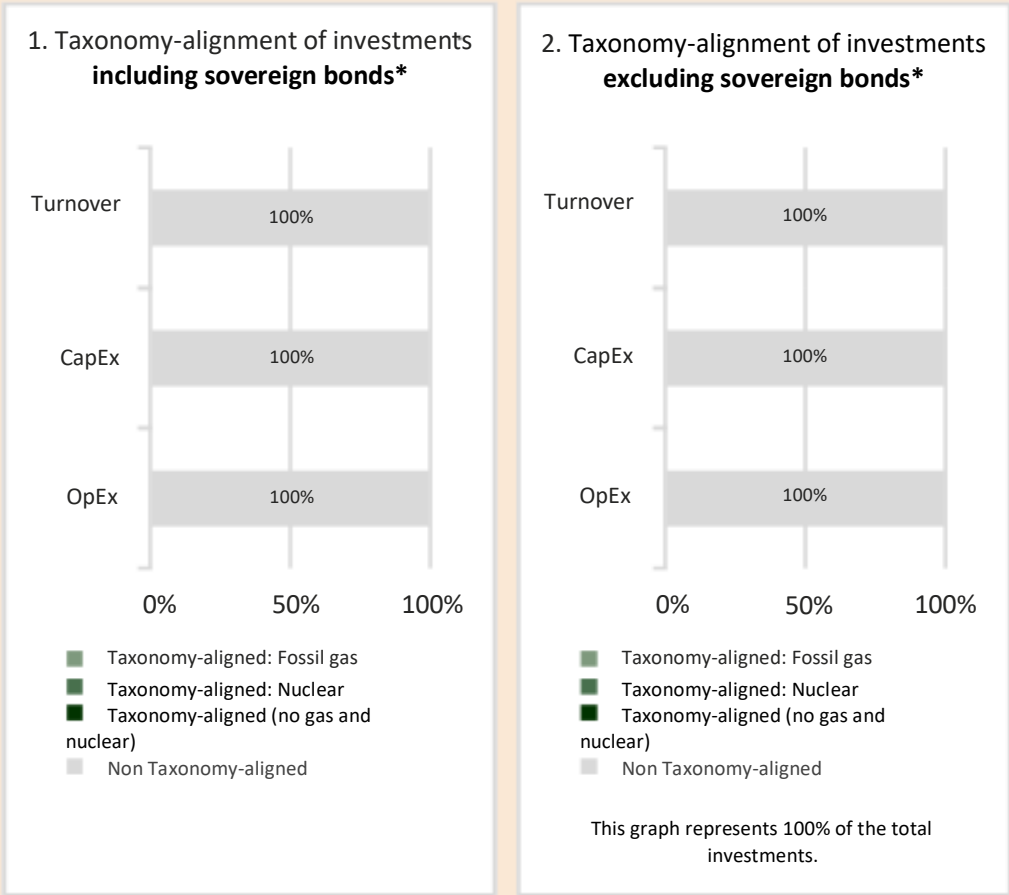 1. Taxonomy-alignment of investments
including sovereign bonds*
Turnover
100%
CapEx
100%
OpEx
100%
0% 50% 100%
Taxonomy-aligned: Fossil gas
Taxonomy-aligned: Nuclear
Taxonomy-aligned (no gas and
nuclear)
Non Taxonomy-aligned
2. Taxonomy-alignment of investments
excluding sovereign bonds*
Turnover
100%
CapEx
100%
OpEx
100%
0% 50% 100%
Taxonomy-aligned: Fossil gas
Taxonomy-aligned: Nuclear
Taxonomy-aligned (no gas and
nuclear)
Non Taxonomy-aligned
This graph represents 100% of the total
investments.